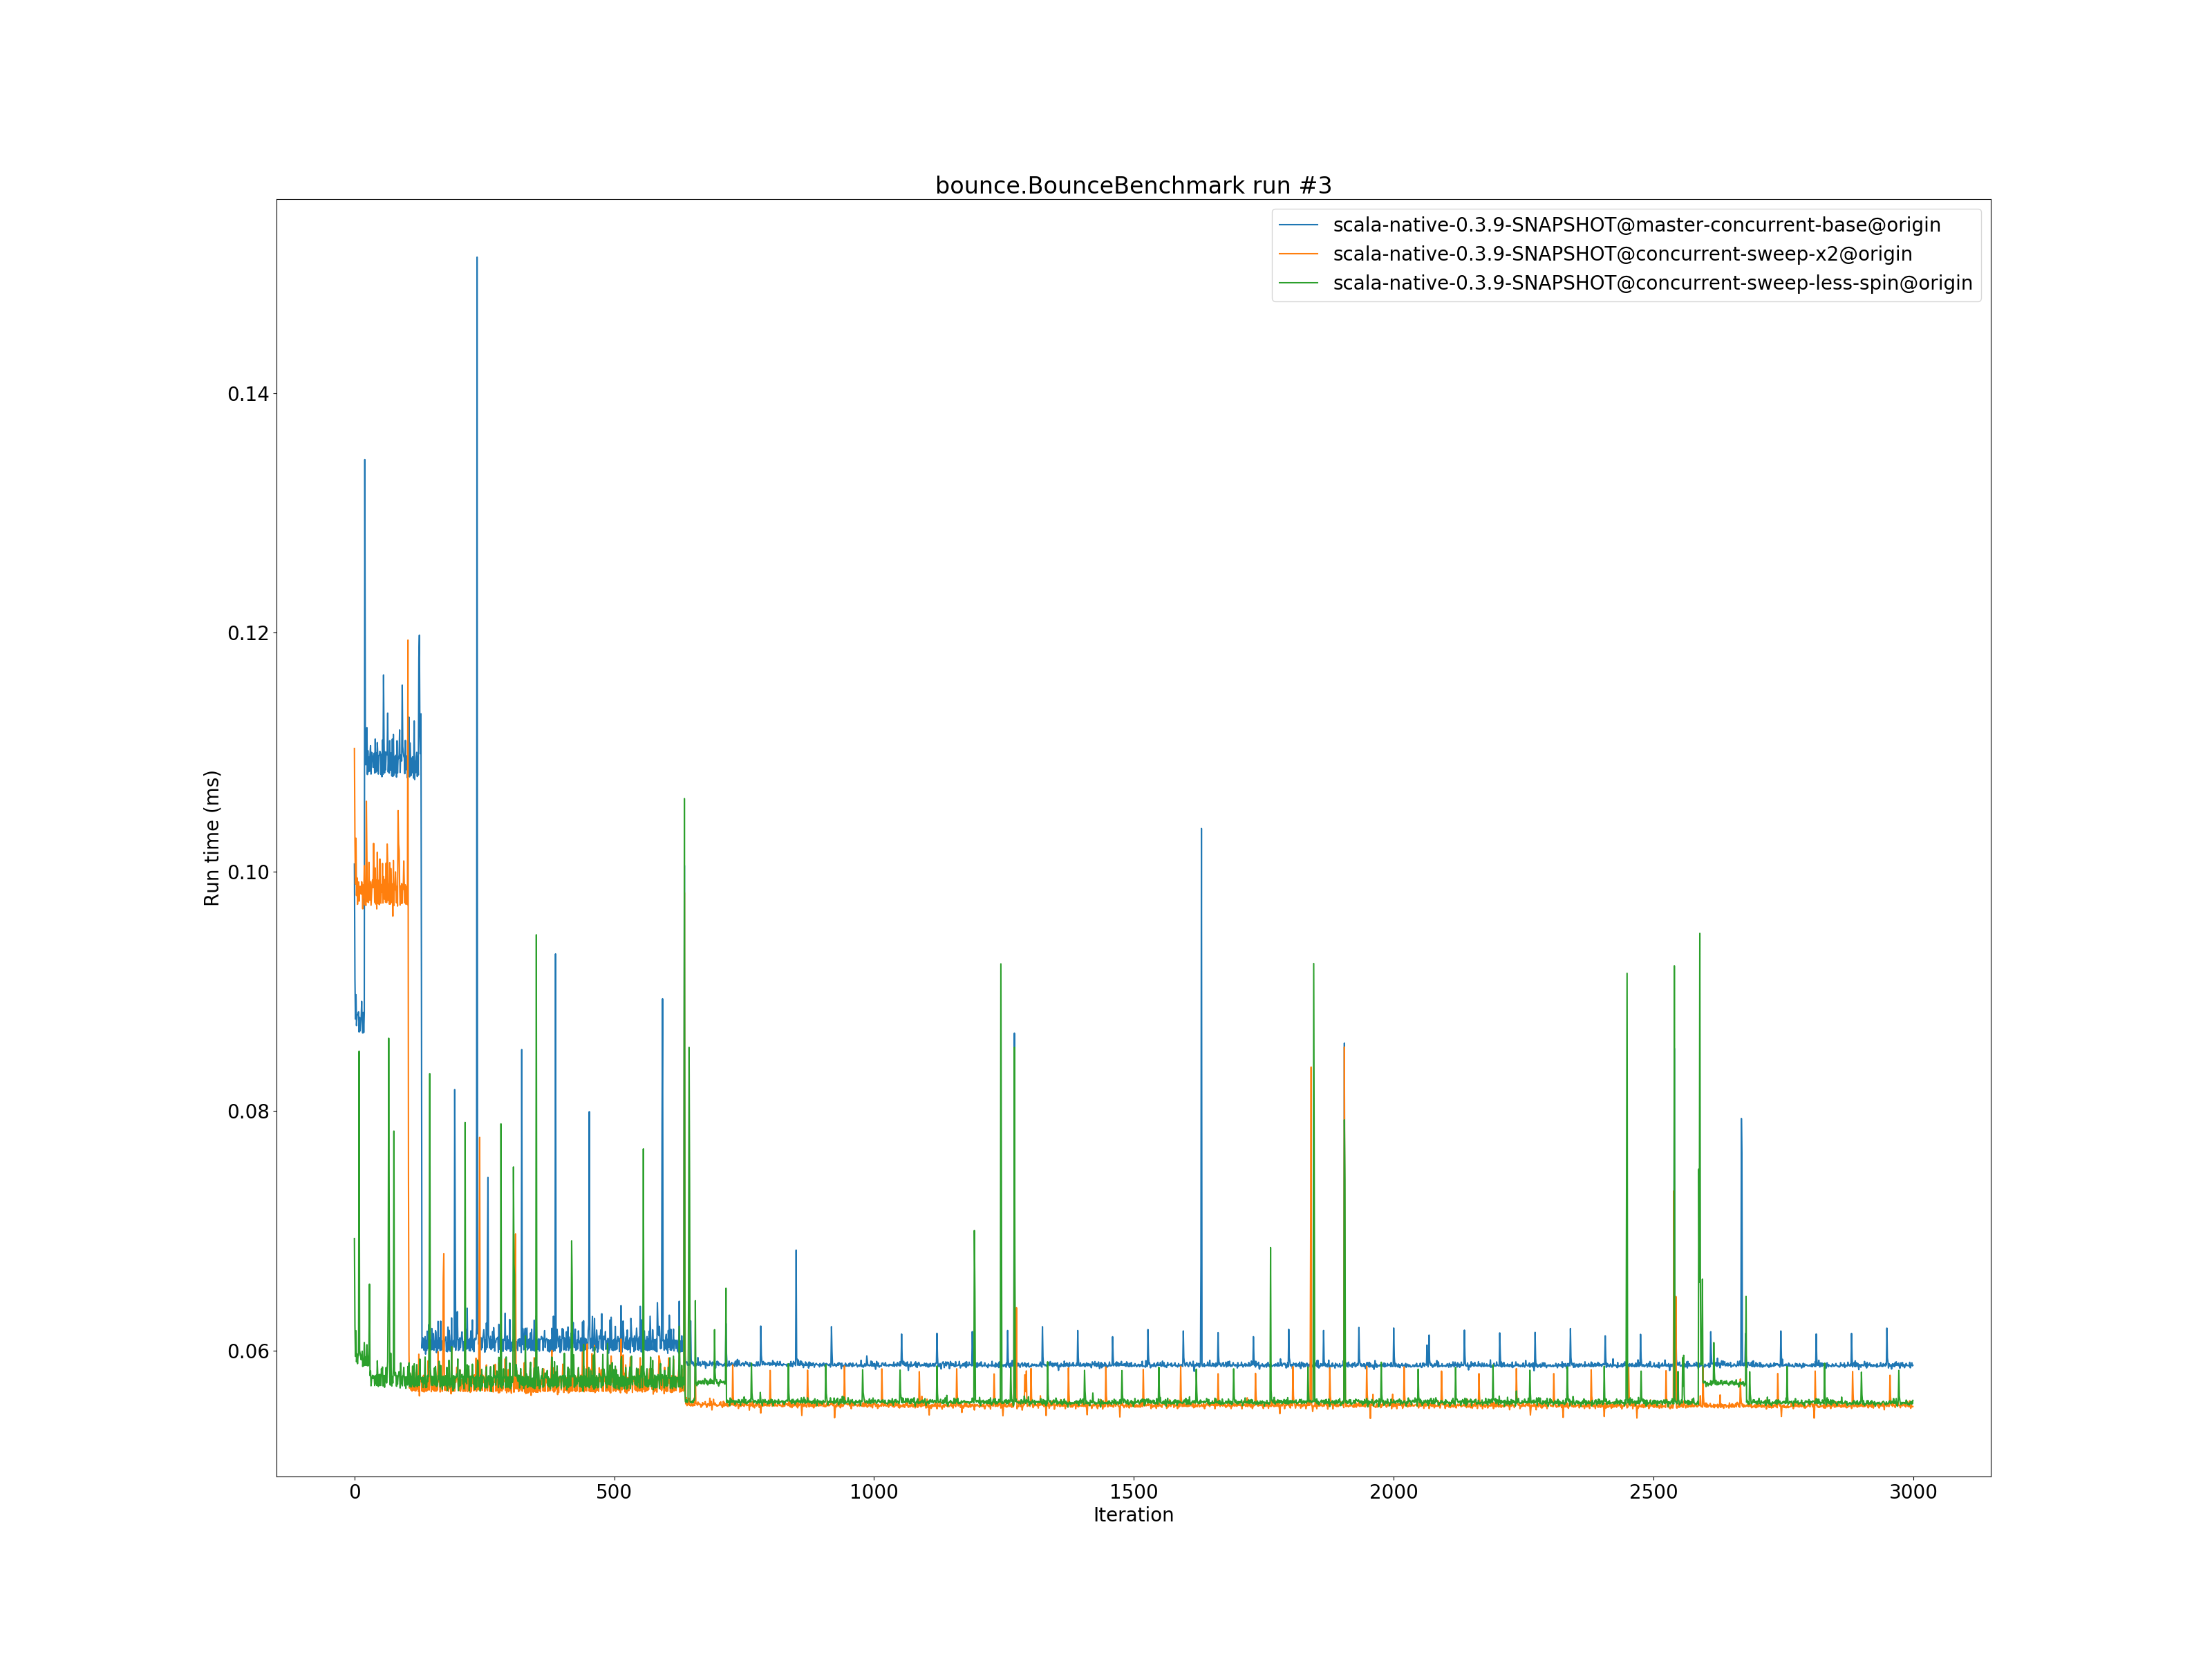 bounce.BounceBenchmark run #3
scala-native-0.3.9-SNAPSHOT@master-concurrent-base@origin
scala-native-0.3.9-SNAPSHOT@concurrent-sweep-x2@origin
scala-native-0.3.9-SNAPSHOT@concurrent-sweep-less-spin@origin
0.14
0.12
0.10
0.08
0.06
Run time (ms)
0 500 1000 1500 2000 2500 3000
Iteration